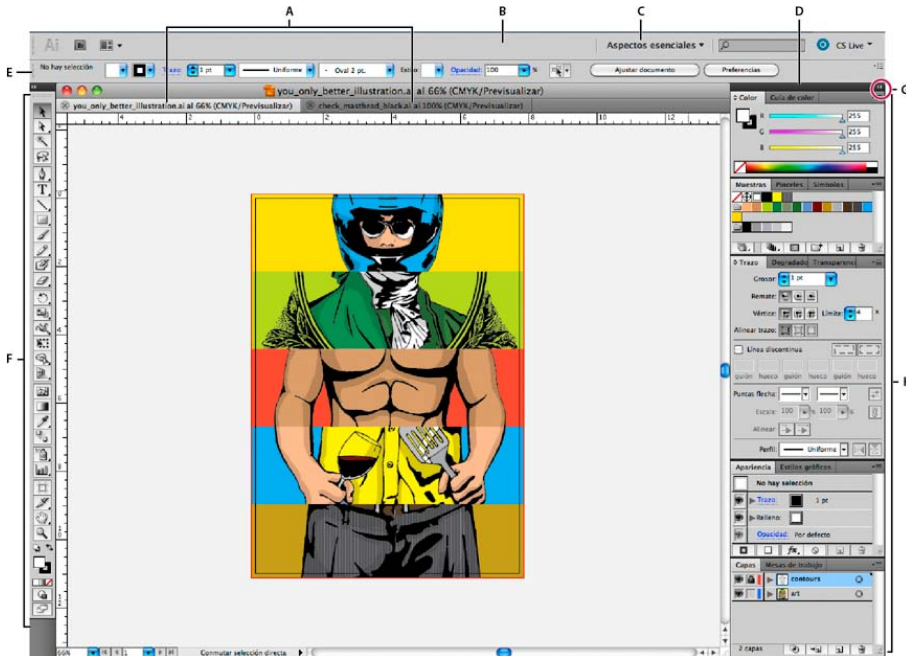 A
B
C
D
Ai
Br
Aspectos esenciales
CS Live
E
No hay selección
Trazo:
1 pt
Uniforme
Oval 2 pt.
Estilo:
Opacidad:
100
%
Ajustar documento
Preferencias
you_only_better_illustration.ai al 66% (CMYK/Previsualizar)
you_only_better_illustration.ai al 66% (CMYK/Previsualizar)
check_masthead_black.ai al 100% (CMYK/Previsualizar)
G
Color
Guía de color
R
255
G
255
B
255
Muestras
Pinceles
Símbolos
Trazo
Degradado
Transparenci
Grosor:
1 pt
Remate:
Vértice:
Límite:
4
x
Alinear trazo:
Línea discontinua
guión hueco guión hueco guión hueco
Puntas flecha:
Escala:
100
%
100
%
Alinear
Perfil:
Uniforme
F
Apariencia
Estilos gráficos
No hay selección
Trazo:
1 pt
Relleno:
Opacidad:
Por defecto
Capas
Mesas de trabajo
contours
art
2 capas
66%
1
Conmutar selección directa